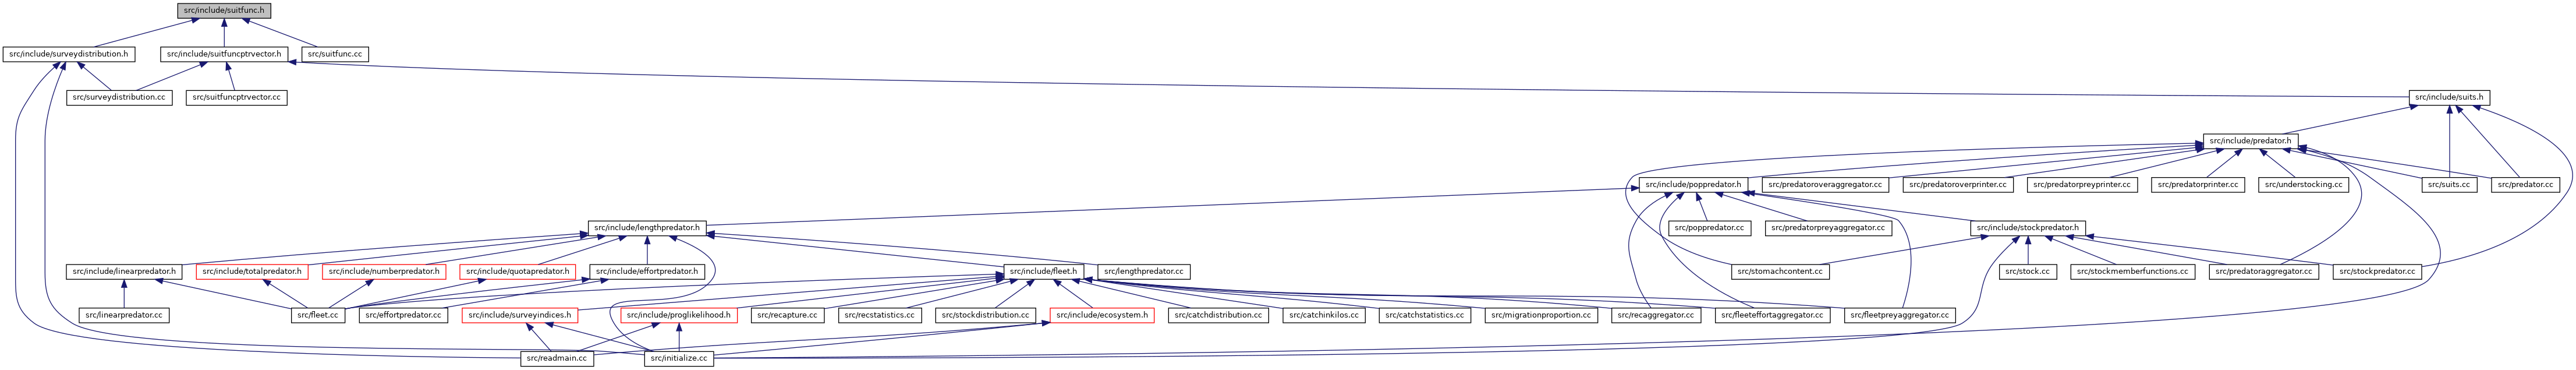 src/include/suitfunc.h
src/include/surveydistribution.h
src/include/suitfuncptrvector.h
src/suitfunc.cc
src/surveydistribution.cc
src/suitfuncptrvector.cc
src/include/suits.h
src/include/predator.h
src/include/poppredator.h
src/predatoroveraggregator.cc
src/predatoroverprinter.cc
src/predatorpreyprinter.cc
src/predatorprinter.cc
src/understocking.cc
src/suits.cc
src/predator.cc
src/include/lengthpredator.h
src/poppredator.cc
src/predatorpreyaggregator.cc
src/include/stockpredator.h
src/include/linearpredator.h
src/include/totalpredator.h
src/include/numberpredator.h
src/include/quotapredator.h
src/include/effortpredator.h
src/include/fleet.h
src/lengthpredator.cc
src/stomachcontent.cc
src/stock.cc
src/stockmemberfunctions.cc
src/predatoraggregator.cc
src/stockpredator.cc
src/linearpredator.cc
src/fleet.cc
src/effortpredator.cc
src/include/surveyindices.h
src/include/proglikelihood.h
src/recapture.cc
src/recstatistics.cc
src/stockdistribution.cc
src/include/ecosystem.h
src/catchdistribution.cc
src/catchinkilos.cc
src/catchstatistics.cc
src/migrationproportion.cc
src/recaggregator.cc
src/fleeteffortaggregator.cc
src/fleetpreyaggregator.cc
src/readmain.cc
src/initialize.cc